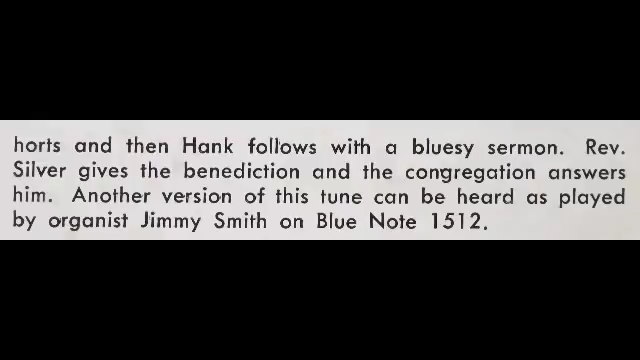 horts and then Hank follows with a bluesy sermon. Rev.
Silver gives the benediction and the congregation answers
him. Another version of this tune can be heard as played
by organist Jimmy Smith on Blue Note 1512.